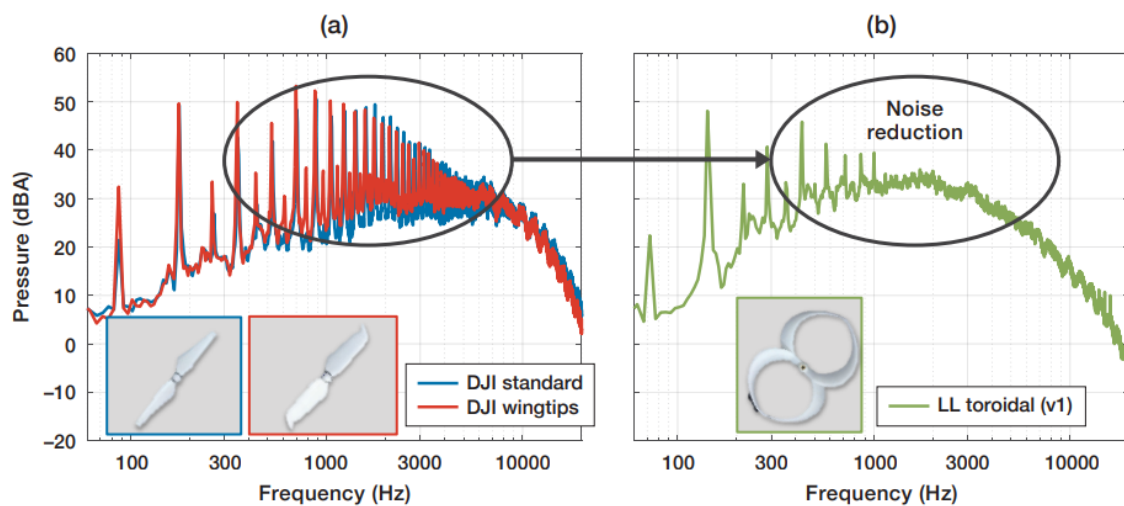 (a)
60
50
40
30
20
10
0
−10
−20
Pressure (dBA)
100
300
1000
3000
10000
Frequency (Hz)
DJI standard
DJI wingtips
(b)
Noise
reduction
LL toroidal (v1)
100
300
1000
3000
10000
Frequency (Hz)